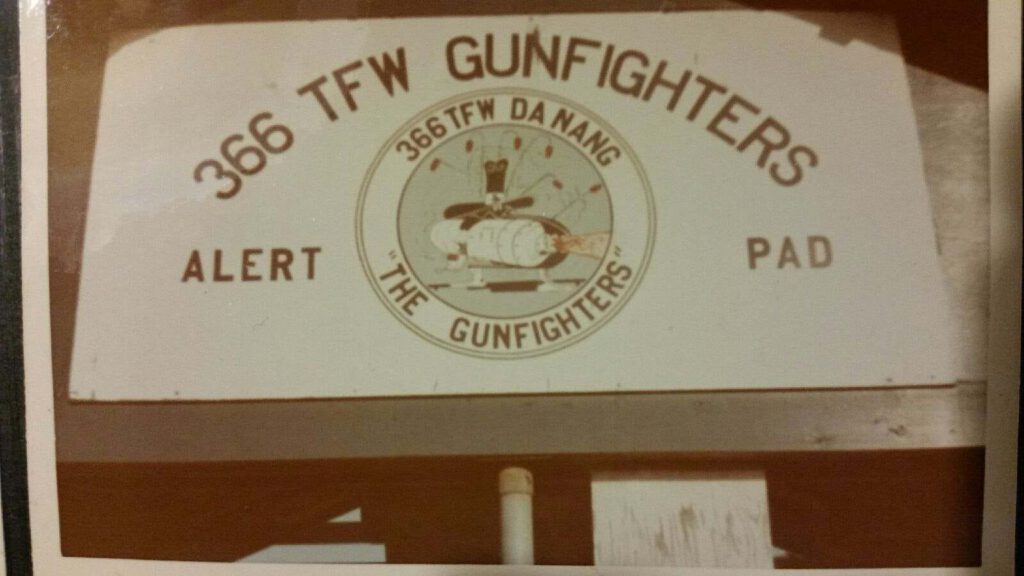 366 TFW GUNFIGHTERS
366 TFW DA NANG
ALERT
PAD
"THE GUNFIGHTERS"